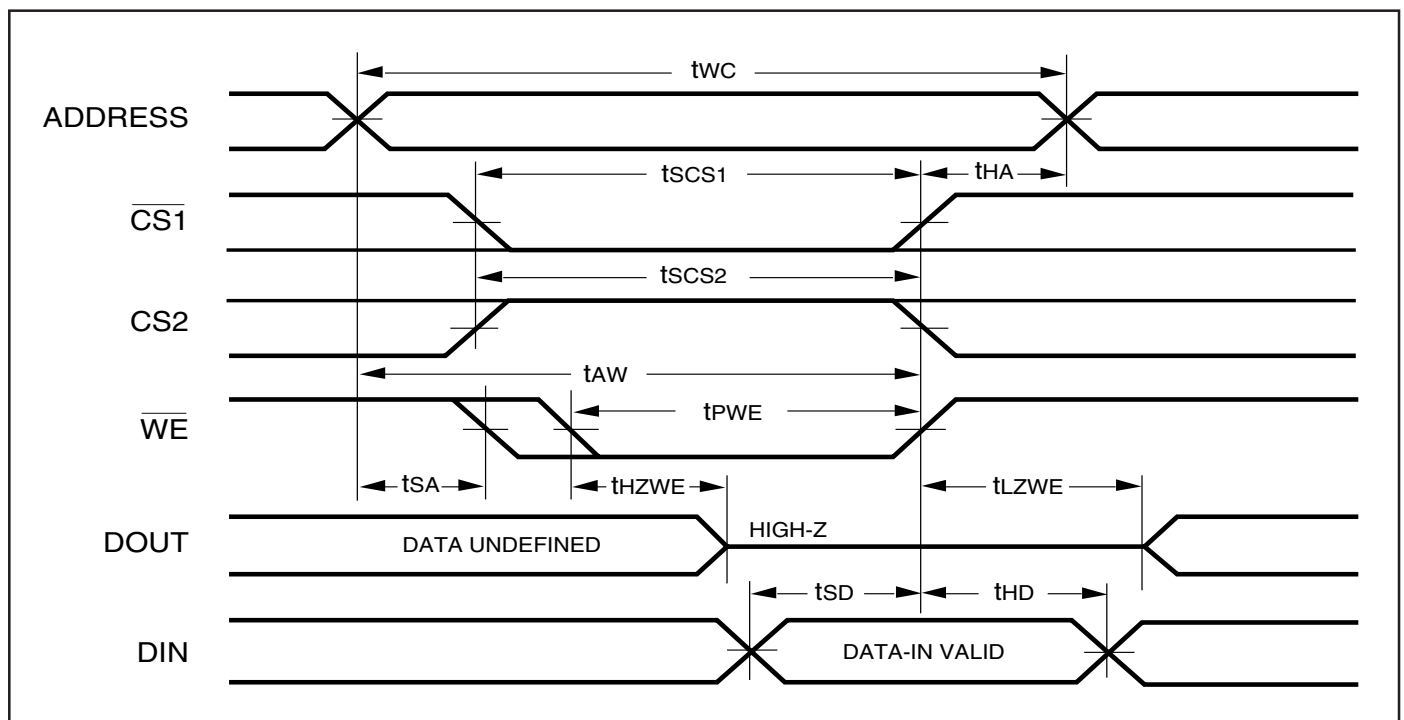 tWC
ADDRESS
tSCS1
tHA
CS1
tSCS2
CS2
tAW
WE
tPWE
tSA
tHZWE
tLZWE
DOUT
DATA UNDEFINED
HIGH-Z
tSD
tHD
DIN
DATA-IN VALID